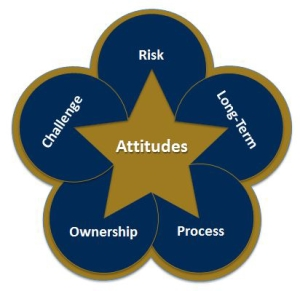 Risk
Challenge
Long-Term
Attitudes
Ownership
Process